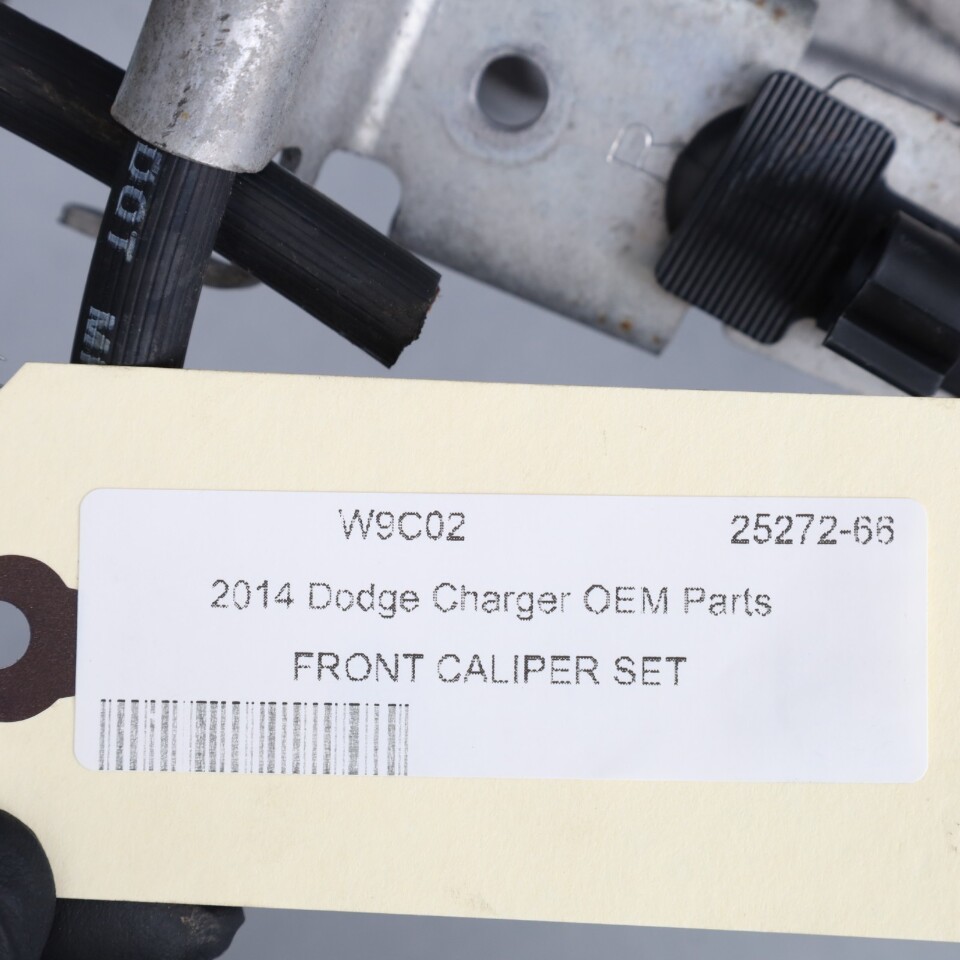 DOT
W9C02 25272-66
2014 Dodge Charger OEM Parts
FRONT CALIPER SET